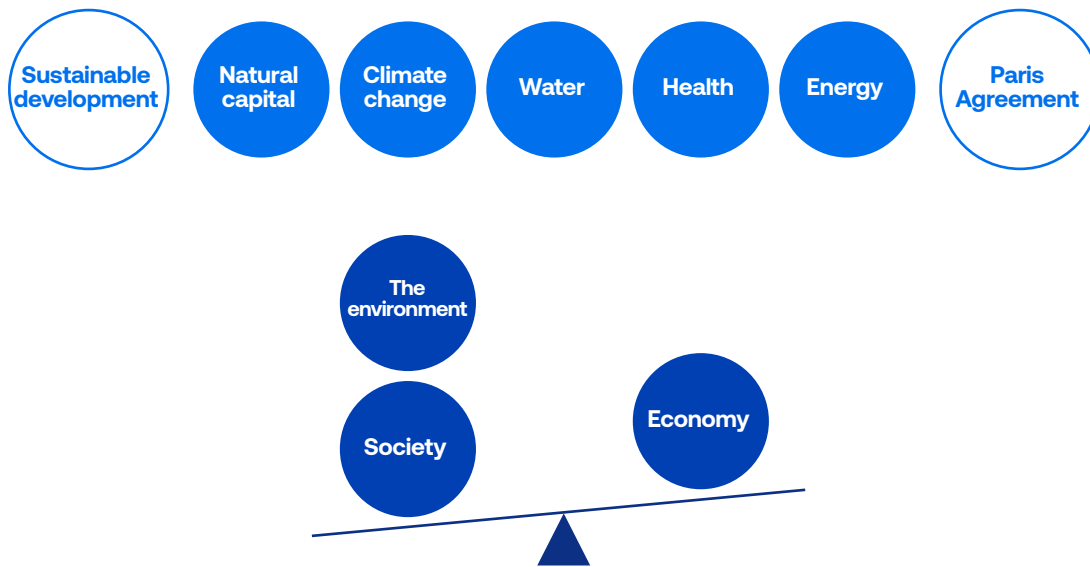 Sustainable
development
Natural
capital
Climate
change
Water
Health
Energy
Paris
Agreement
The
environment
Society
Economy